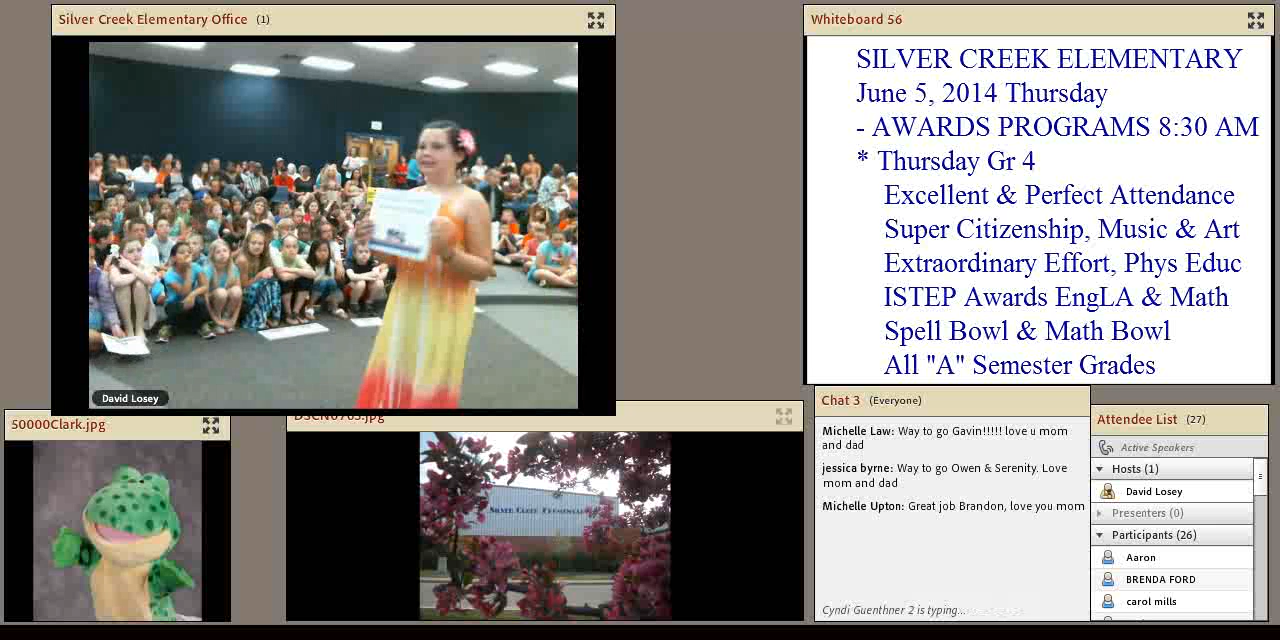 Silver Creek Elementary Office (1)
David Losey
50000Clark.jpg
DSCN0765.jpg
SILVER CREEK ELEMENTARY
Whiteboard 56
SILVER CREEK ELEMENTARY
June 5, 2014 Thursday
- AWARDS PROGRAMS 8:30 AM
* Thursday Gr 4
Excellent & Perfect Attendance
Super Citizenship, Music & Art
Extraordinary Effort, Phys Educ
ISTEP Awards EngLA & Math
Spell Bowl & Math Bowl
All "A" Semester Grades
Chat 3 (Everyone)
Michelle Law: Way to go Gavin!!!!! love u mom
and dad
jessica byrne: Way to go Owen & Serenity. Love
mom and dad
Michelle Upton: Great job Brandon, love you mom
Cyndi Guenthner 2 is typing...
Attendee List (27)
Active Speakers
Hosts (1)
David Losey
Presenters (0)
Participants (26)
Aaron
BRENDA FORD
carol mills